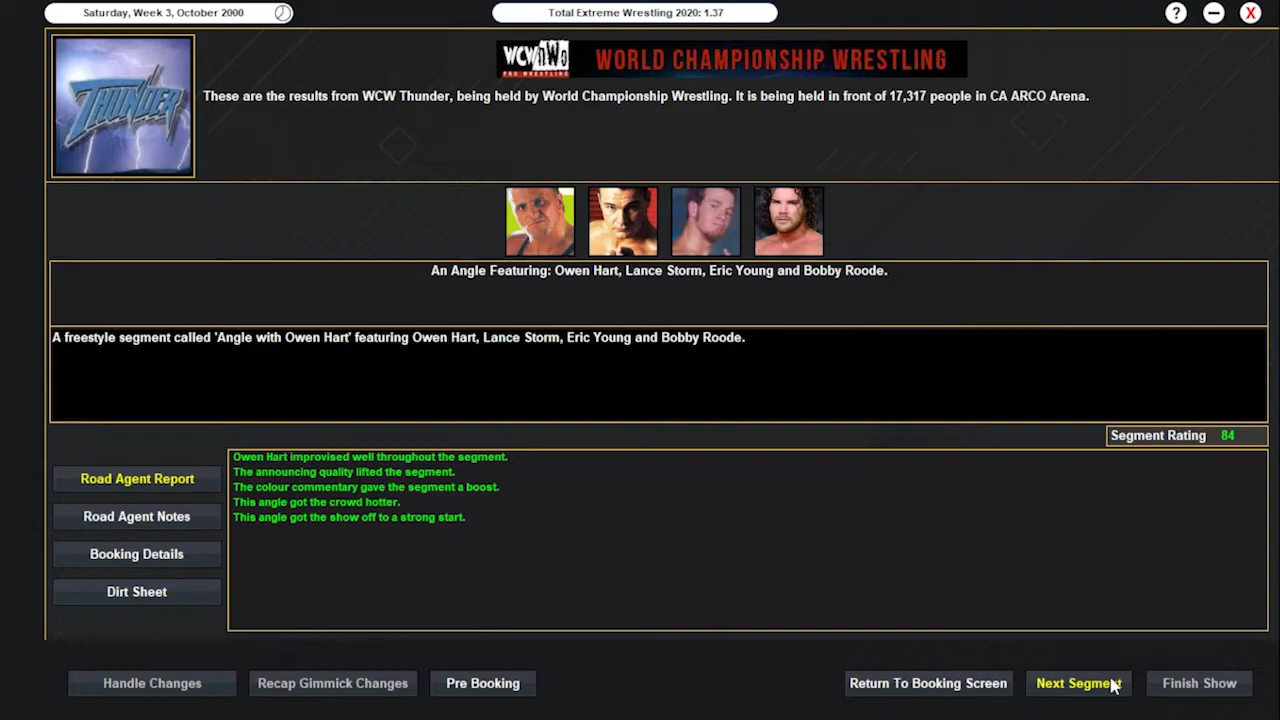 Saturday, Week 3, October 2000
Total Extreme Wrestling 2020: 1.37
?
X
THUNDER
WCW nWo
PRO WRESTLING
WORLD CHAMPIONSHIP WRESTLING
These are the results from WCW Thunder, being held by World Championship Wrestling. It is being held in front of 17,317 people in CA ARCO Arena.
An Angle Featuring: Owen Hart, Lance Storm, Eric Young and Bobby Roode.
A freestyle segment called 'Angle with Owen Hart' featuring Owen Hart, Lance Storm, Eric Young and Bobby Roode.
Segment Rating 84
Road Agent Report
Road Agent Notes
Booking Details
Dirt Sheet
Owen Hart improvised well throughout the segment.
The announcing quality lifted the segment.
The colour commentary gave the segment a boost.
This angle got the crowd hotter.
This angle got the show off to a strong start.
Handle Changes
Recap Gimmick Changes
Pre Booking
Return To Booking Screen
Next Segment
Finish Show